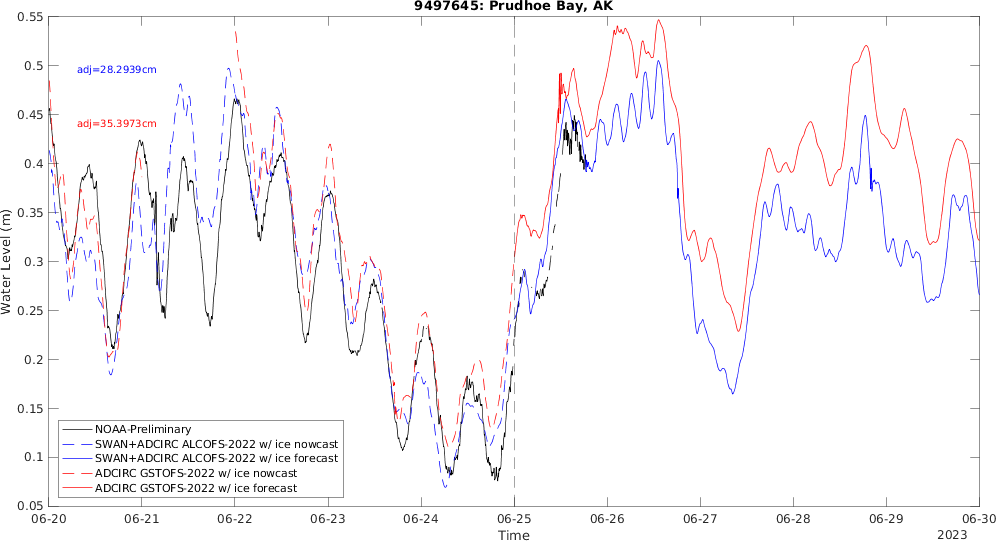 9497645: Prudhoe Bay, AK
0.55
0.5
0.45
0.4
0.35
0.3
0.25
0.2
0.15
0.1
0.05
Water Level (m)
adj=28.2939cm
adj=35.3973cm
NOAA-Preliminary
SWAN+ADCIRC ALCOFS-2022 w/ ice nowcast
SWAN+ADCIRC ALCOFS-2022 w/ ice forecast
ADCIRC GSTOFS-2022 w/ ice nowcast
ADCIRC GSTOFS-2022 w/ ice forecast
06-20 06-21 06-22 06-23 06-24 06-25 06-26 06-27 06-28 06-29 06-30
Time
2023